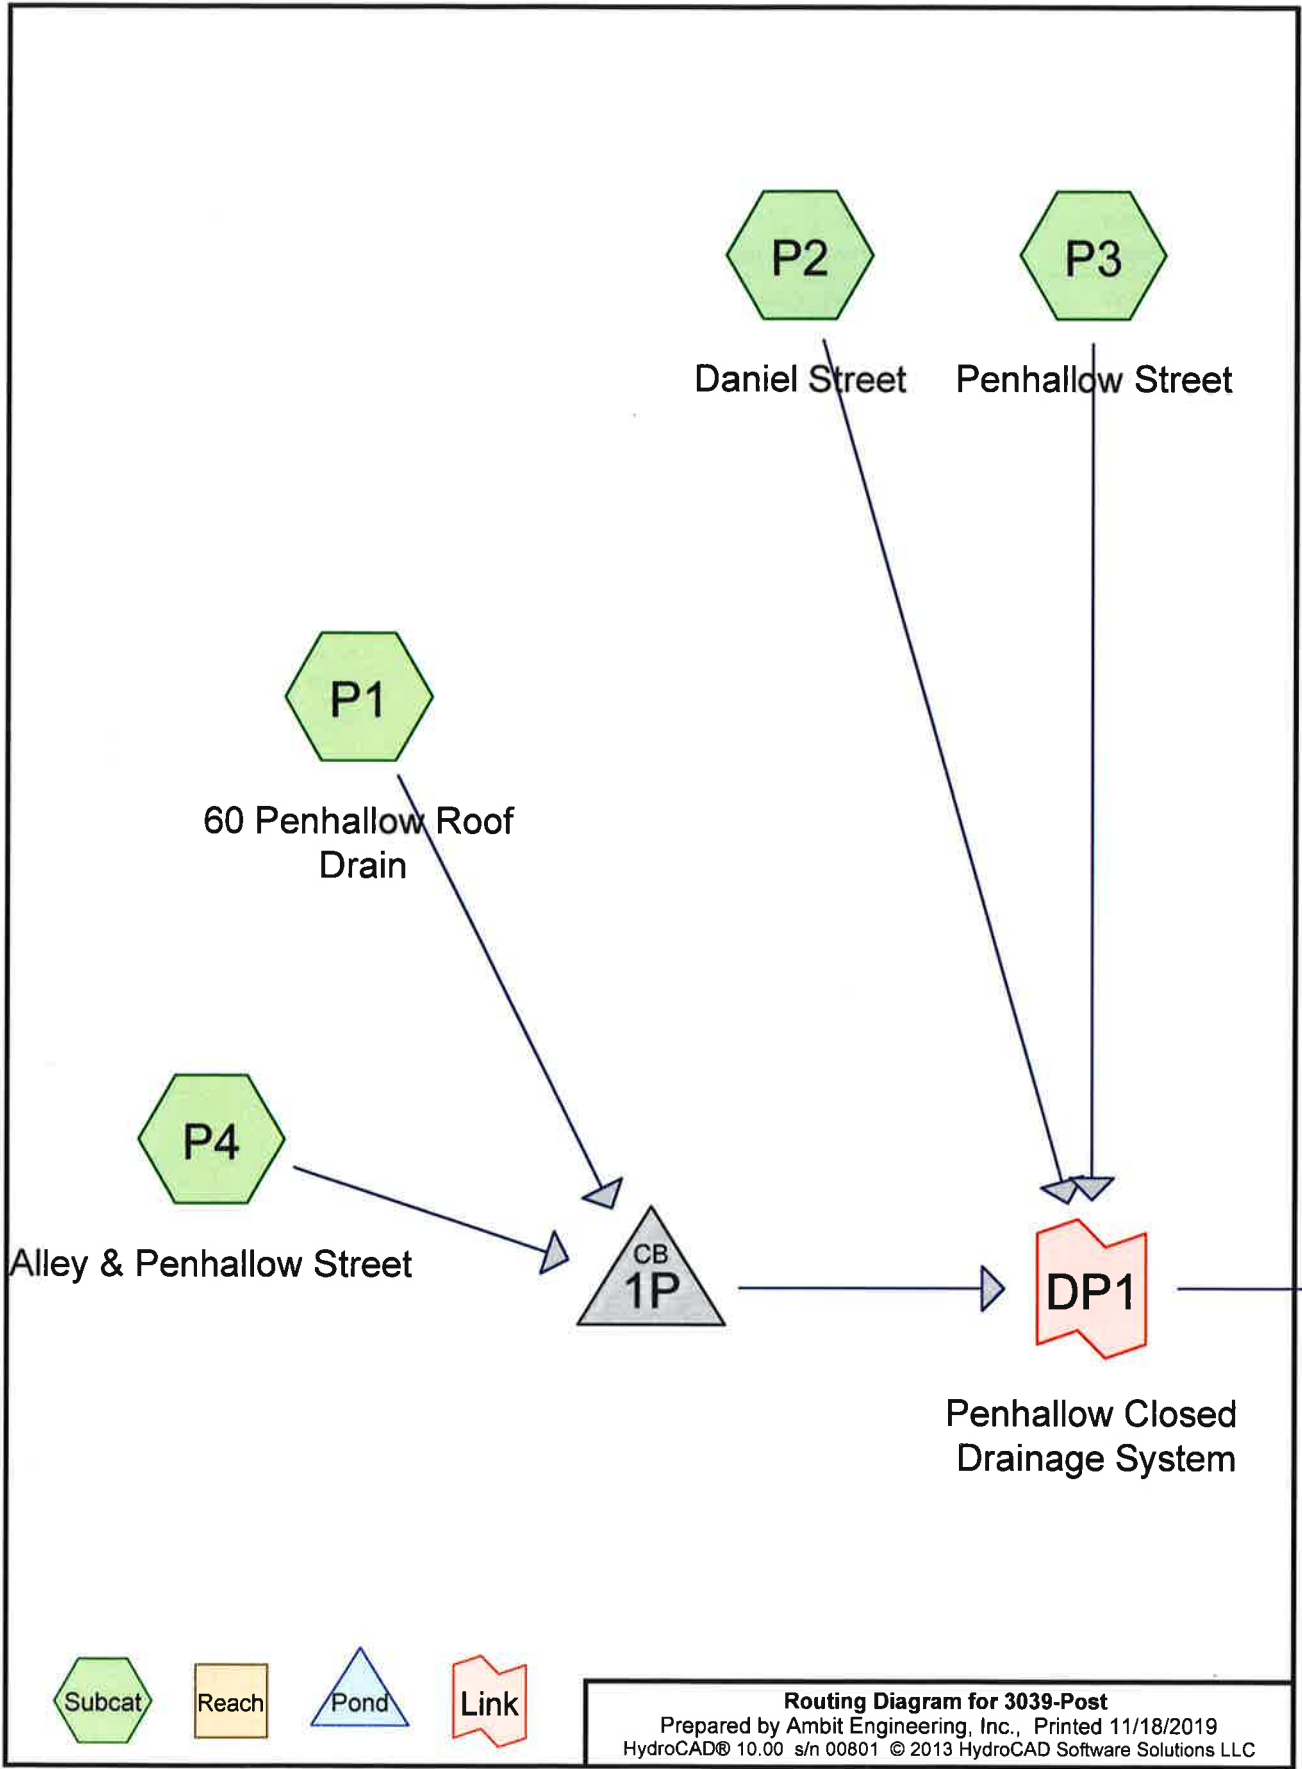 P2
P3
Daniel Street
Penhallow Street
P1
60 Penhallow Roof
Drain
P4
Alley & Penhallow Street
CB
1P
DP1
Penhallow Closed
Drainage System
Subcat
Reach
Pond
Link
Routing Diagram for 3039-Post
Prepared by Ambit Engineering, Inc., Printed 11/18/2019
HydroCAD® 10.00 s/n 00801 © 2013 HydroCAD Software Solutions LLC